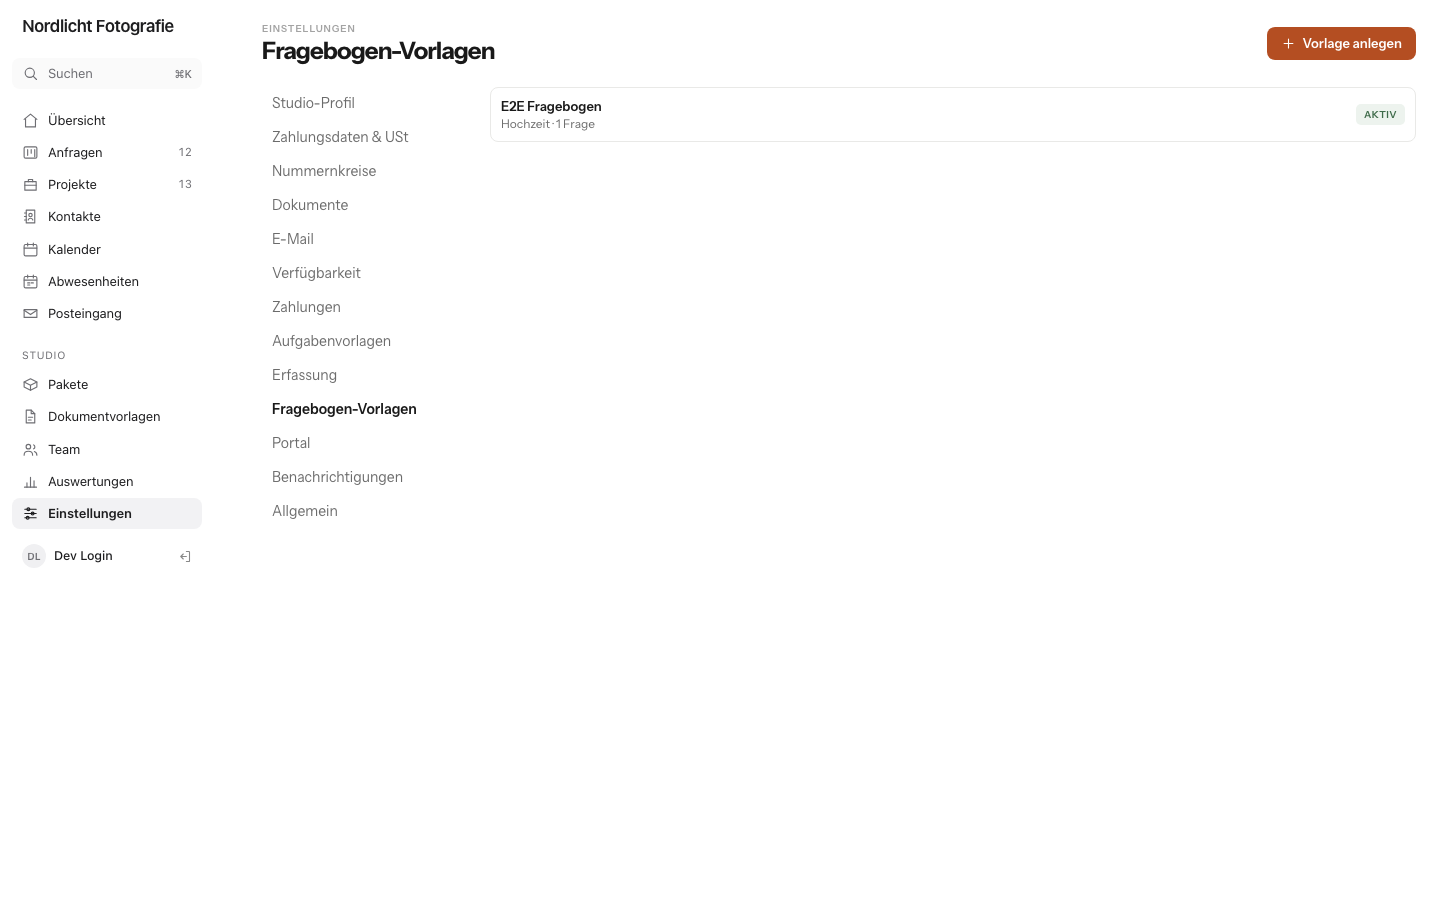 Nordlicht Fotografie
Suchen ⌘K
Übersicht
Anfragen 12
Projekte 13
Kontakte
Kalender
Abwesenheiten
Posteingang
STUDIO
Pakete
Dokumentvorlagen
Team
Auswertungen
Einstellungen
DL Dev Login
EINSTELLUNGEN
Fragebogen-Vorlagen
+ Vorlage anlegen
Studio-Profil
Zahlungsdaten & USt
Nummernkreise
Dokumente
E-Mail
Verfügbarkeit
Zahlungen
Aufgabenvorlagen
Erfassung
Fragebogen-Vorlagen
Portal
Benachrichtigungen
Allgemein
E2E Fragebogen
Hochzeit · 1 Frage
AKTIV